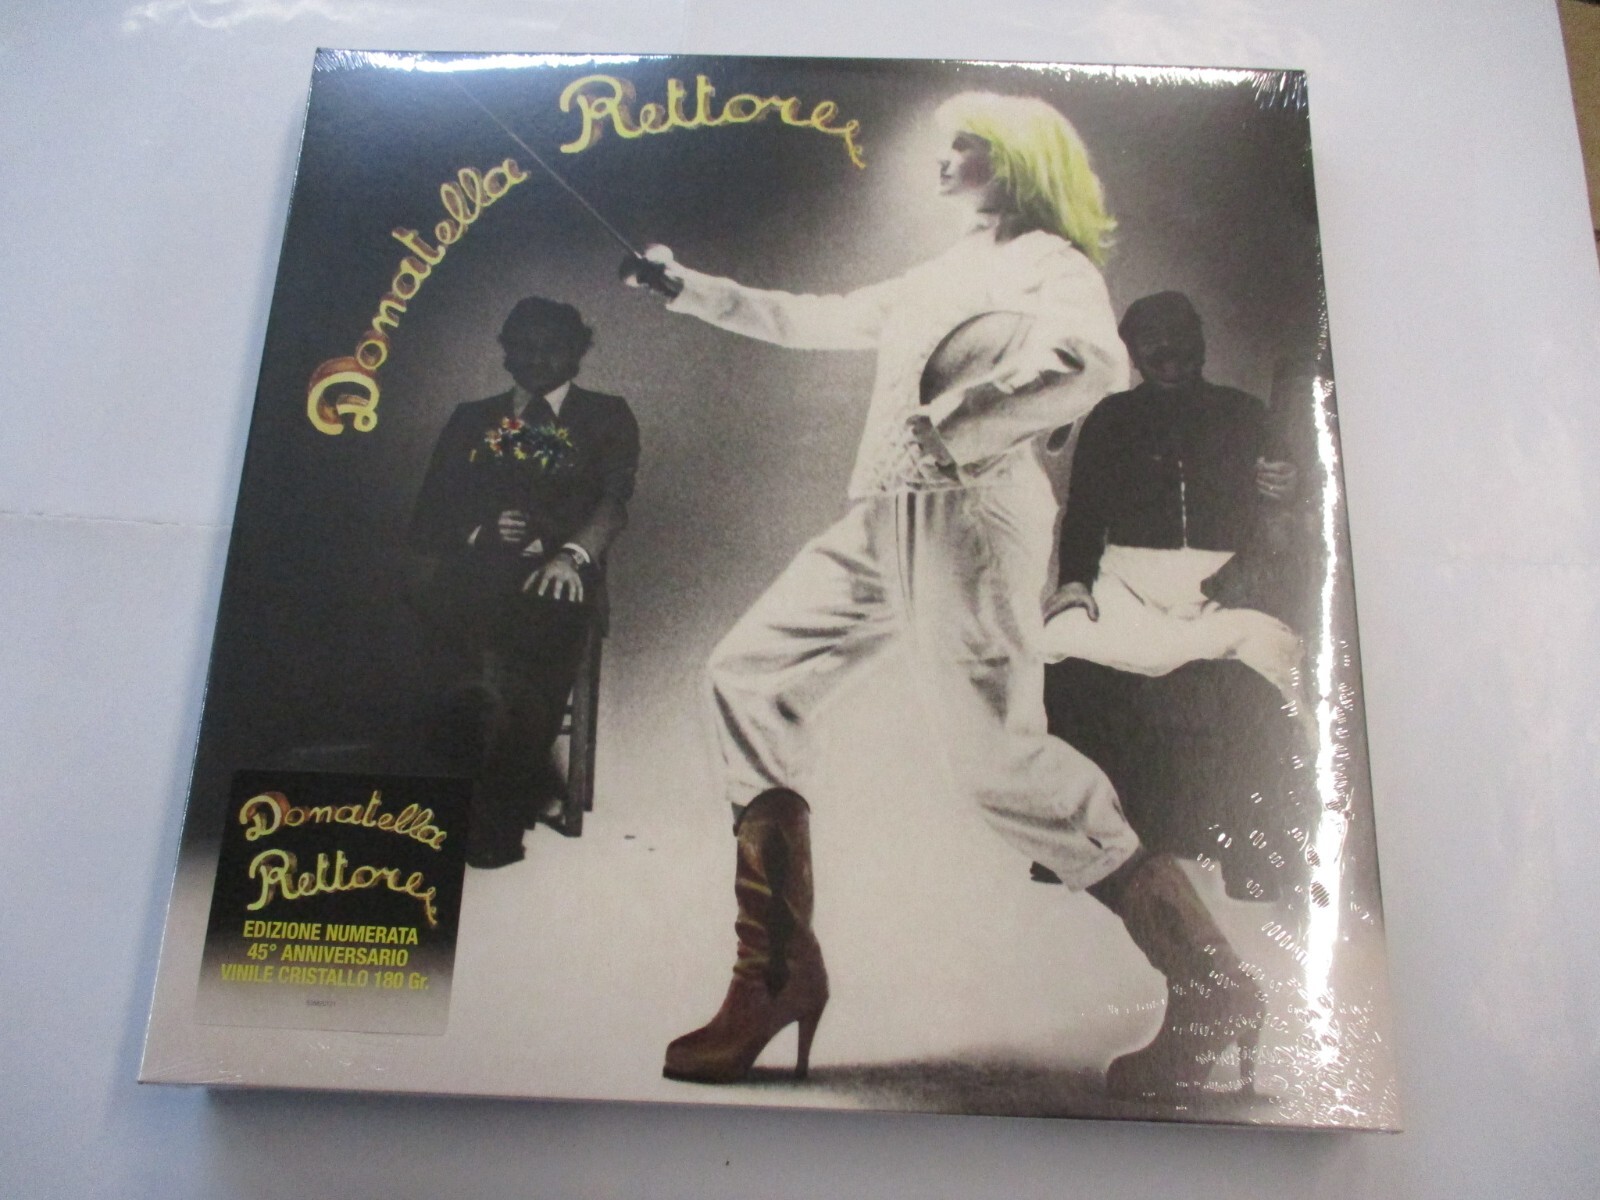 Donatella Rettore
Donatella
Rettore
EDIZIONE NUMERATA
45° ANNIVERSARIO
VINILE CRISTALLO 180 Gr.